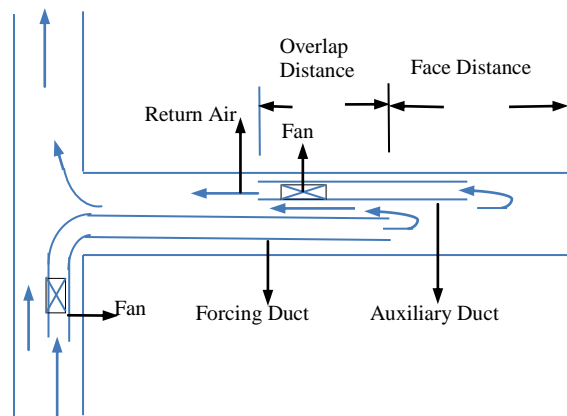 Overlap
Distance
Face Distance
Return Air
Fan
Fan
Forcing Duct
Auxiliary Duct